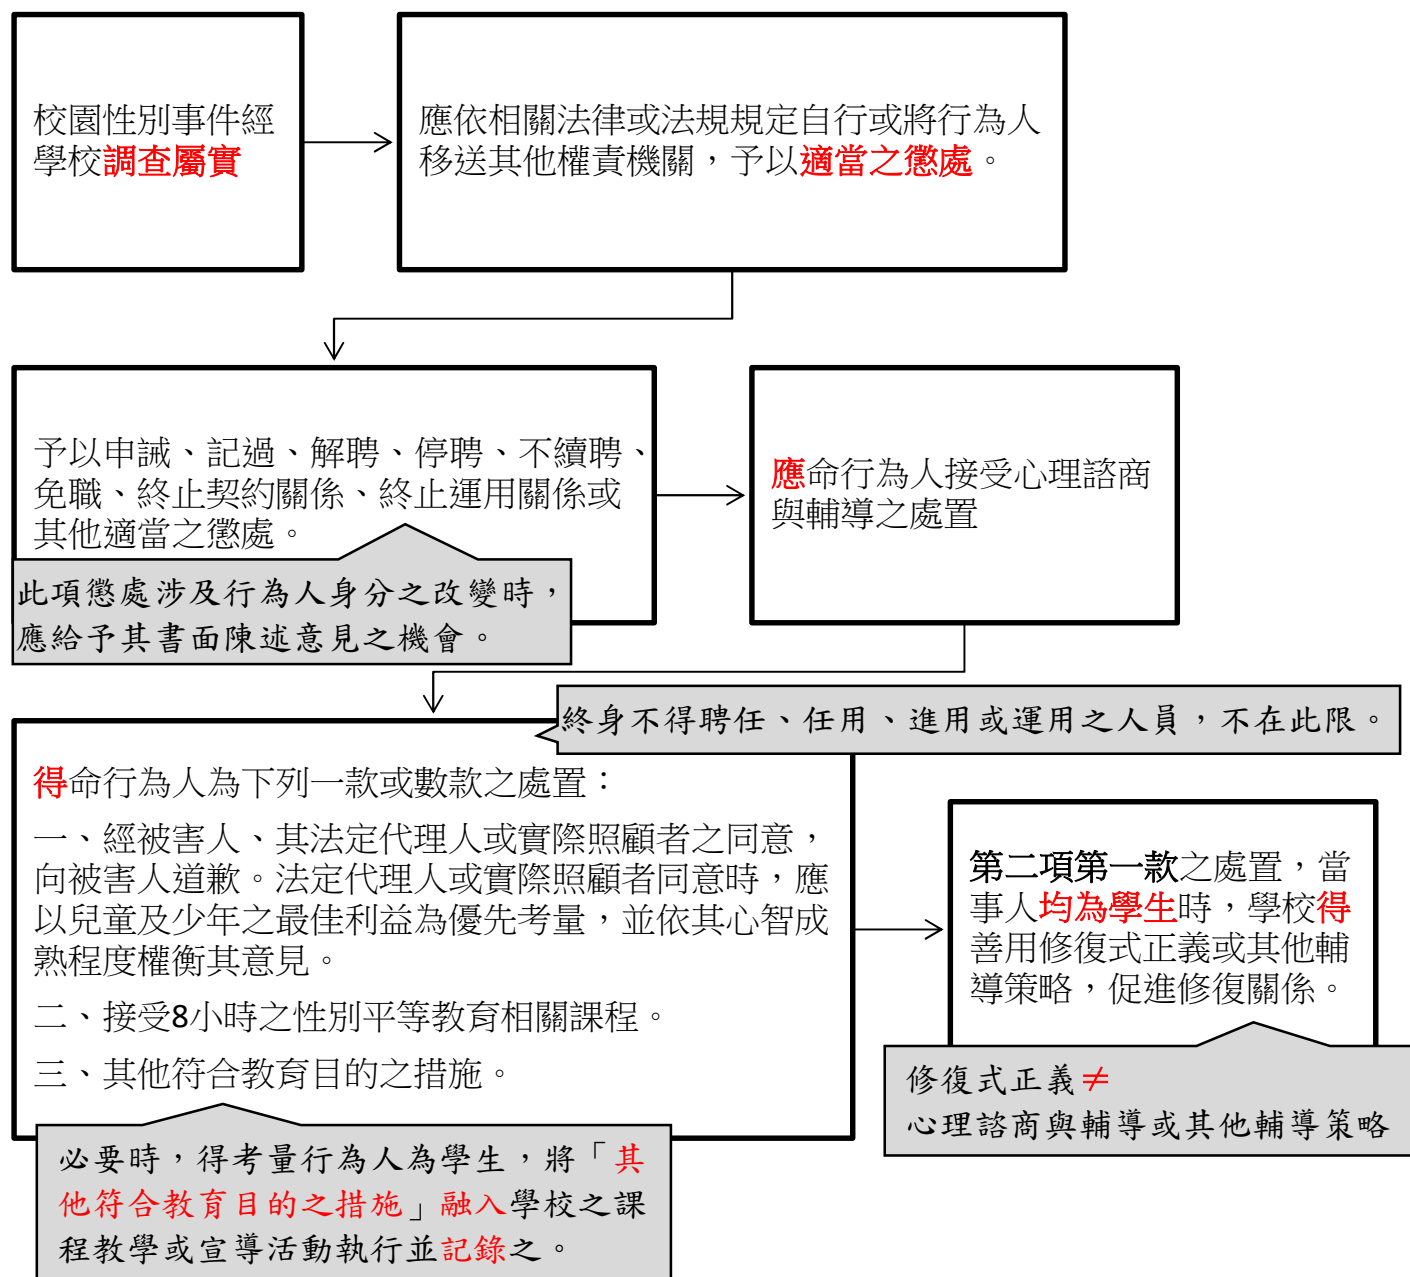 校園性別事件經
學校調查屬實
應依相關法律或法規規定自行或將行為人
移送其他權責機關，予以適當之懲處。
予以申誡、記過、解聘、停聘、不續聘、
免職、終止契約關係、終止運用關係或
其他適當之懲處。
此項懲處涉及行為人身分之改變時，
應給予其書面陳述意見之機會。
應命行為人接受心理諮商
與輔導之處置
終身不得聘任、任用、進用或運用之人員，不在此限。
得命行為人為下列一款或數款之處置：
一、經被害人、其法定代理人或實際照顧者之同意，
向被害人道歉。法定代理人或實際照顧者同意時，應
以兒童及少年之最佳利益為優先考量，並依其心智成
熟程度權衡其意見。
二、接受8小時之性別平等教育相關課程。
三、其他符合教育目的之措施。
必要時，得考量行為人為學生，將「其
他符合教育目的之措施」融入學校之課
程教學或宣導活動執行並記錄之。
第二項第一款之處置，當
事人均為學生時，學校得
善用修復式正義或其他輔
導策略，促進修復關係。
修復式正義≠
心理諮商與輔導或其他輔導策略